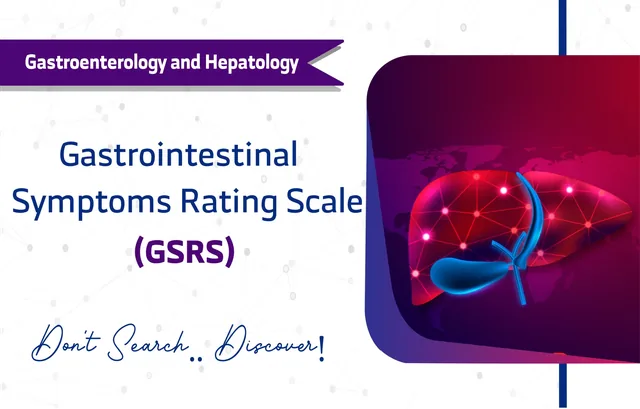 Gastroenterology and Hepatology
Gastrointestinal
Symptoms Rating Scale
(GSRS)
Don't Search.. Discover!